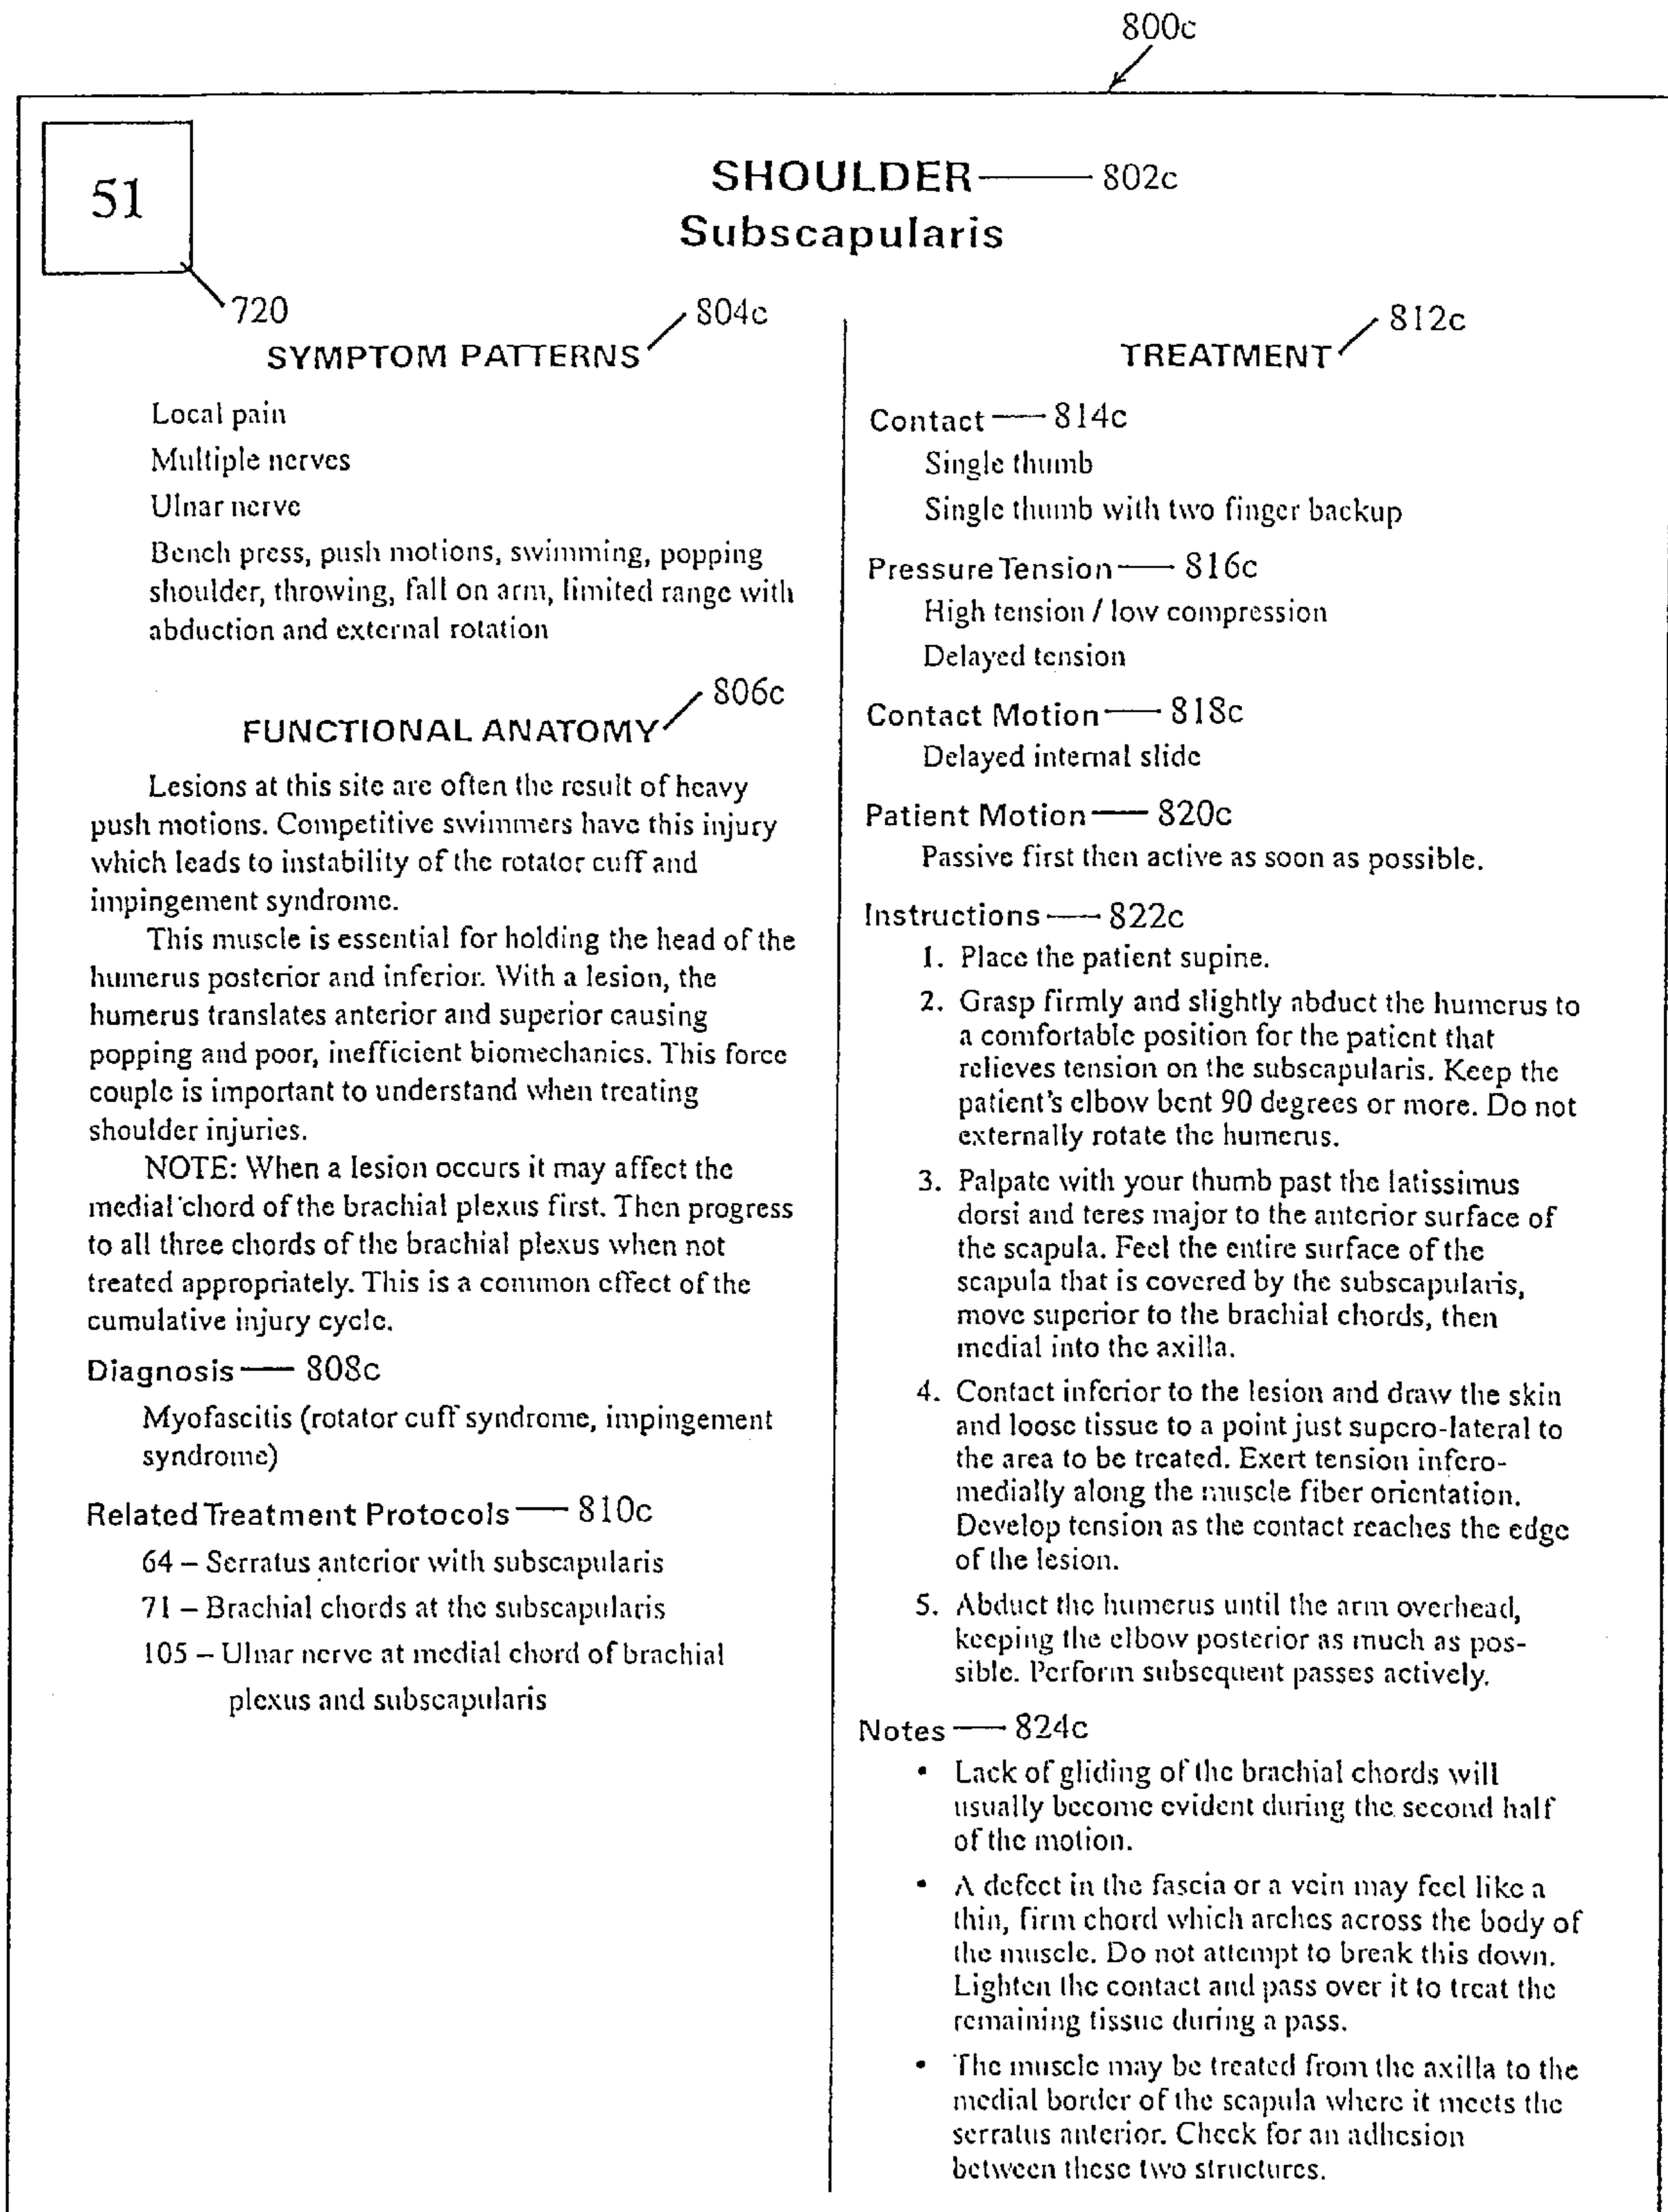 800c
51
SHOULDER 802c
Subscapularis
720
804c
SYMPTOM PATTERNS
Local pain
Multiple nerves
Ulnar nerve
Bench press, push motions, swimming, popping
shoulder, throwing, fall on arm, limited range with
abduction and external rotation
806c
FUNCTIONAL ANATOMY
Lesions at this site are often the result of heavy
push motions. Competitive swimmers have this injury
which leads to instability of the rotator cuff and
impingement syndrome.
This muscle is essential for holding the head of the
humerus posterior and inferior. With a lesion, the
humerus translates anterior and superior causing
popping and poor, inefficient biomechanics. This force
couple is important to understand when treating
shoulder injuries.
NOTE: When a lesion occurs it may affect the
medial chord of the brachial plexus first. Then progress
to all three chords of the brachial plexus when not
treated appropriately. This is a common effect of the
cumulative injury cycle.
Diagnosis 808c
Myofascitis (rotator cuff syndrome, impingement
syndrome)
Related Treatment Protocols 810c
64 – Serratus anterior with subscapularis
71 – Brachial chords at the subscapularis
105 – Ulnar nerve at medial chord of brachial
plexus and subscapularis
812c
TREATMENT
Contact 814c
Single thumb
Single thumb with two finger backup
Pressure Tension 816c
High tension / low compression
Delayed tension
Contact Motion 818c
Delayed internal slide
Patient Motion 820c
Passive first then active as soon as possible.
Instructions 822c
1. Place the patient supine.
2. Grasp firmly and slightly abduct the humerus to
a comfortable position for the patient that
relieves tension on the subscapularis. Keep the
patient's elbow bent 90 degrees or more. Do not
externally rotate the humerus.
3. Palpate with your thumb past the latissimus
dorsi and teres major to the anterior surface of
the scapula. Feel the entire surface of the
scapula that is covered by the subscapularis,
move superior to the brachial chords, then
medial into the axilla.
4. Contact inferior to the lesion and draw the skin
and loose tissue to a point just supero-lateral to
the area to be treated. Exert tension infero-
medially along the muscle fiber orientation.
Develop tension as the contact reaches the edge
of the lesion.
5. Abduct the humerus until the arm overhead,
keeping the elbow posterior as much as pos-
sible. Perform subsequent passes actively.
Notes 824c
• Lack of gliding of the brachial chords will
usually become evident during the second half
of the motion.
• A defect in the fascia or a vein may feel like a
thin, firm chord which arches across the body of
the muscle. Do not attempt to break this down.
Lighten the contact and pass over it to treat the
remaining tissue during a pass.
• The muscle may be treated from the axilla to the
medial border of the scapula where it meets the
serratus anterior. Check for an adhesion
between these two structures.